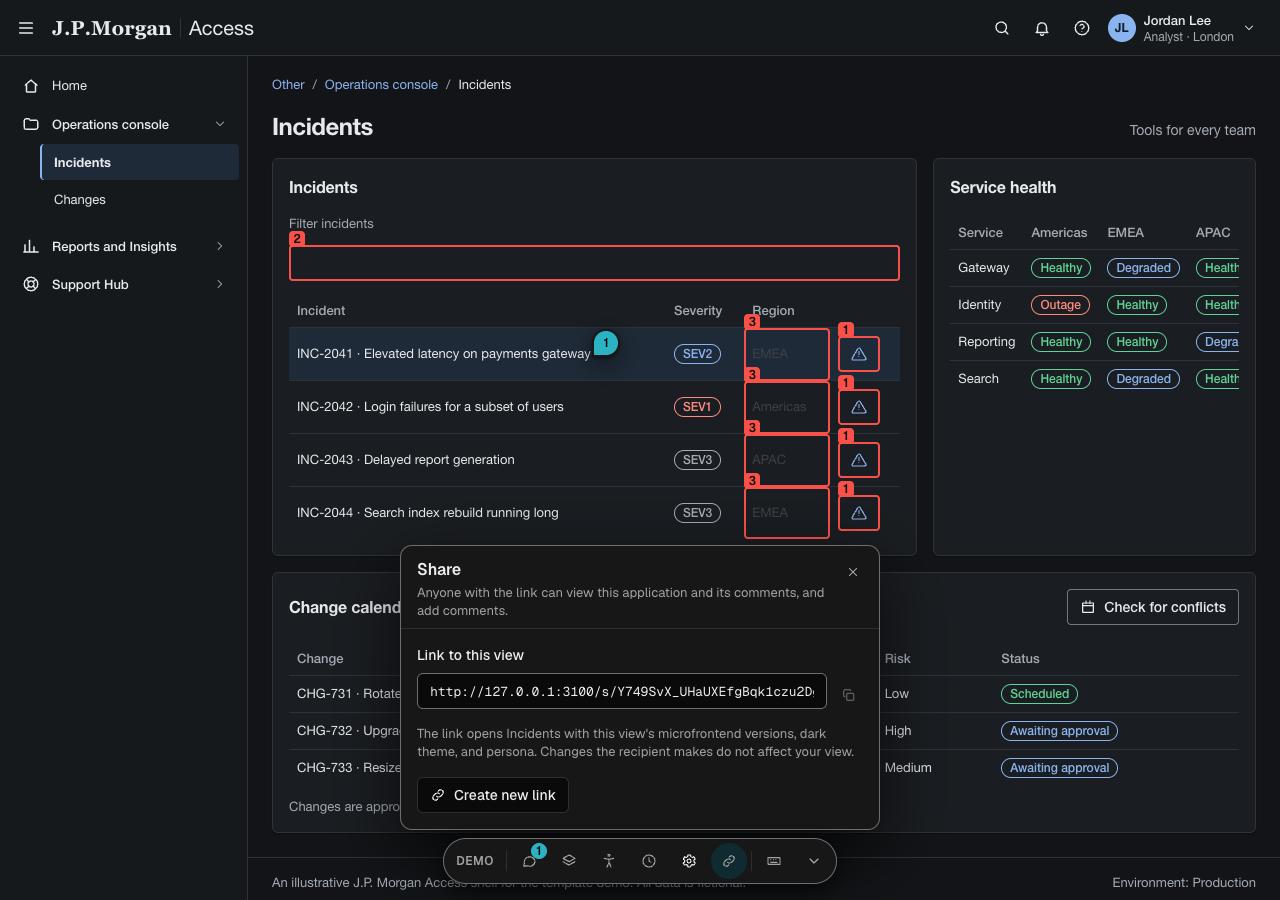 J.P.Morgan Access
JL
Jordan Lee
Analyst · London
Home
Operations console
Incidents
Changes
Reports and Insights
Support Hub
Other / Operations console / Incidents
Incidents
Tools for every team
Incidents
Filter incidents
2
Incident Severity Region
INC-2041 · Elevated latency on payments gateway 1 SEV2 3 EMEA 1
INC-2042 · Login failures for a subset of users SEV1 3 Americas 1
INC-2043 · Delayed report generation SEV3 3 APAC 1
INC-2044 · Search index rebuild running long SEV3 3 EMEA 1
Service health
Service Americas EMEA APAC
Gateway Healthy Degraded Health
Identity Outage Healthy Health
Reporting Healthy Healthy Degra
Search Healthy Degraded Health
Change calend
Check for conflicts
Change Risk Status
CHG-731 · Rotate Low Scheduled
CHG-732 · Upgra High Awaiting approval
CHG-733 · Resize Medium Awaiting approval
Changes are appro
Share
Anyone with the link can view this application and its comments, and
add comments.
Link to this view
http://127.0.0.1:3100/s/Y749SvX_UHaUXEfgBqk1czu2D
The link opens Incidents with this view's microfrontend versions, dark
theme, and persona. Changes the recipient makes do not affect your view.
Create new link
DEMO 1
An illustrative J.P. Morgan Access shell for the template demo. All data is fictional.
Environment: Production